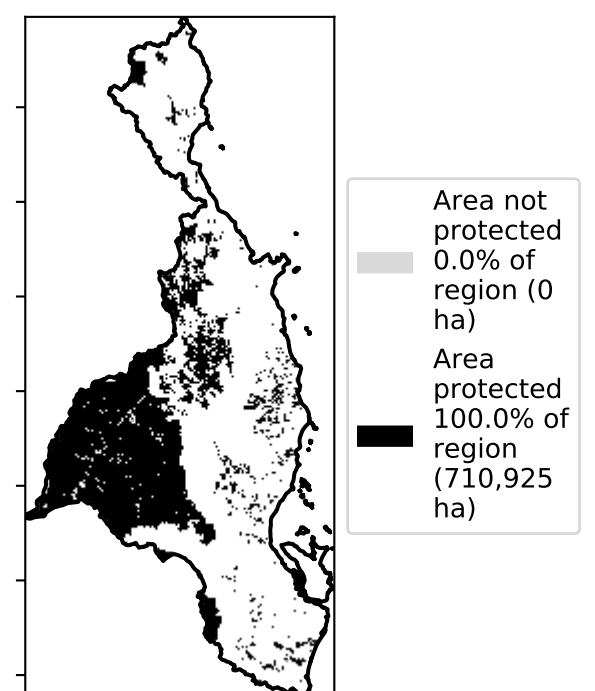 Area not
protected
0.0% of
region (0
ha)
Area
protected
100.0% of
region
(710,925
ha)